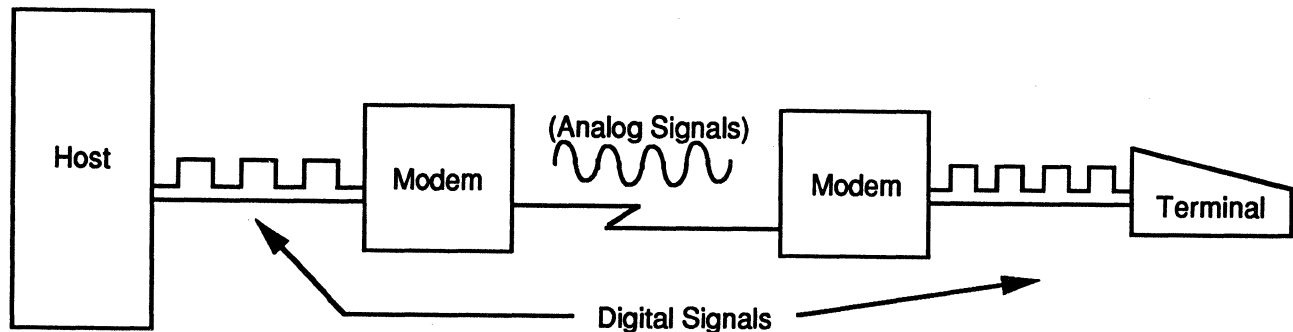 Host
Modem
(Analog Signals)
Modem
Terminal
Digital Signals